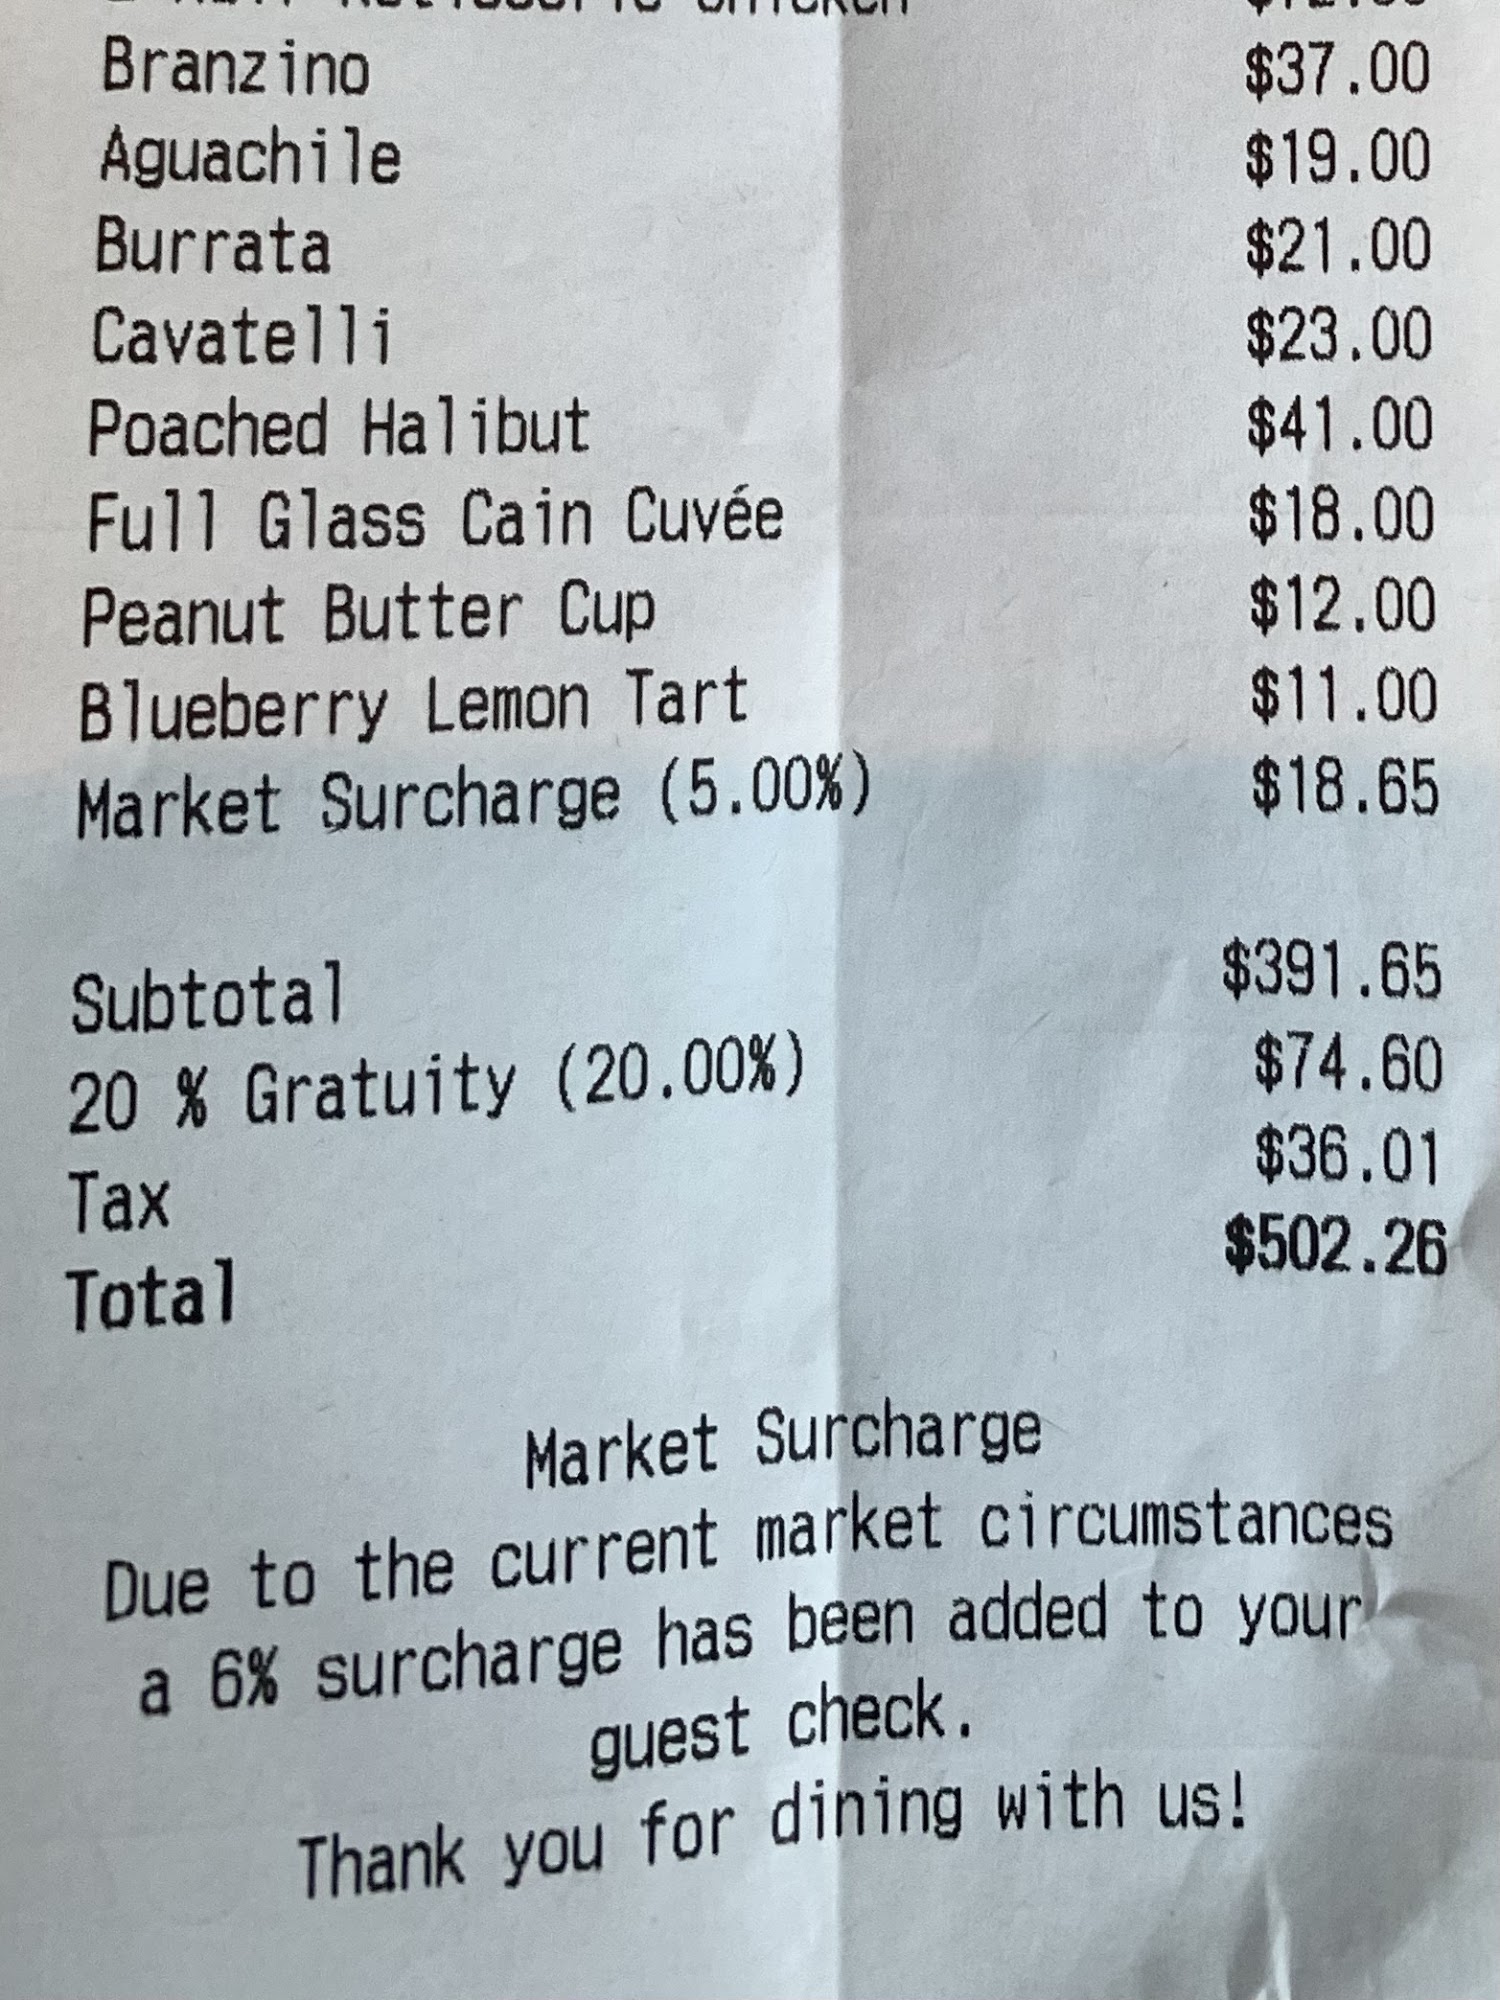 Half Rotisserie Chicken
Branzino $37.00
Aguachile $19.00
Burrata $21.00
Cavatelli $23.00
Poached Halibut $41.00
Full Glass Cain Cuvée $18.00
Peanut Butter Cup $12.00
Blueberry Lemon Tart $11.00
Market Surcharge (5.00%) $18.65
Subtotal $391.65
20 % Gratuity (20.00%) $74.60
Tax $36.01
Total $502.26
Market Surcharge
Due to the current market circumstances
a 6% surcharge has been added to your
guest check.
Thank you for dining with us!